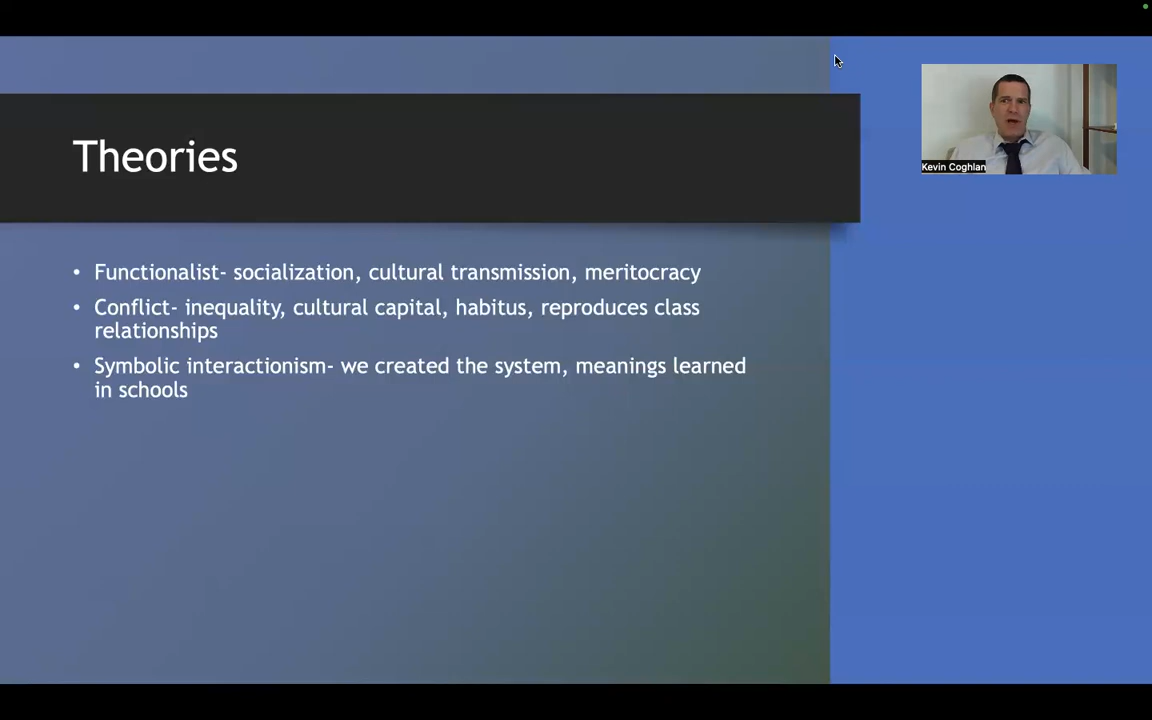 Theories
Kevin Coghlan
• Functionalist- socialization, cultural transmission, meritocracy
• Conflict- inequality, cultural capital, habitus, reproduces class
relationships
• Symbolic interactionism- we created the system, meanings learned
in schools